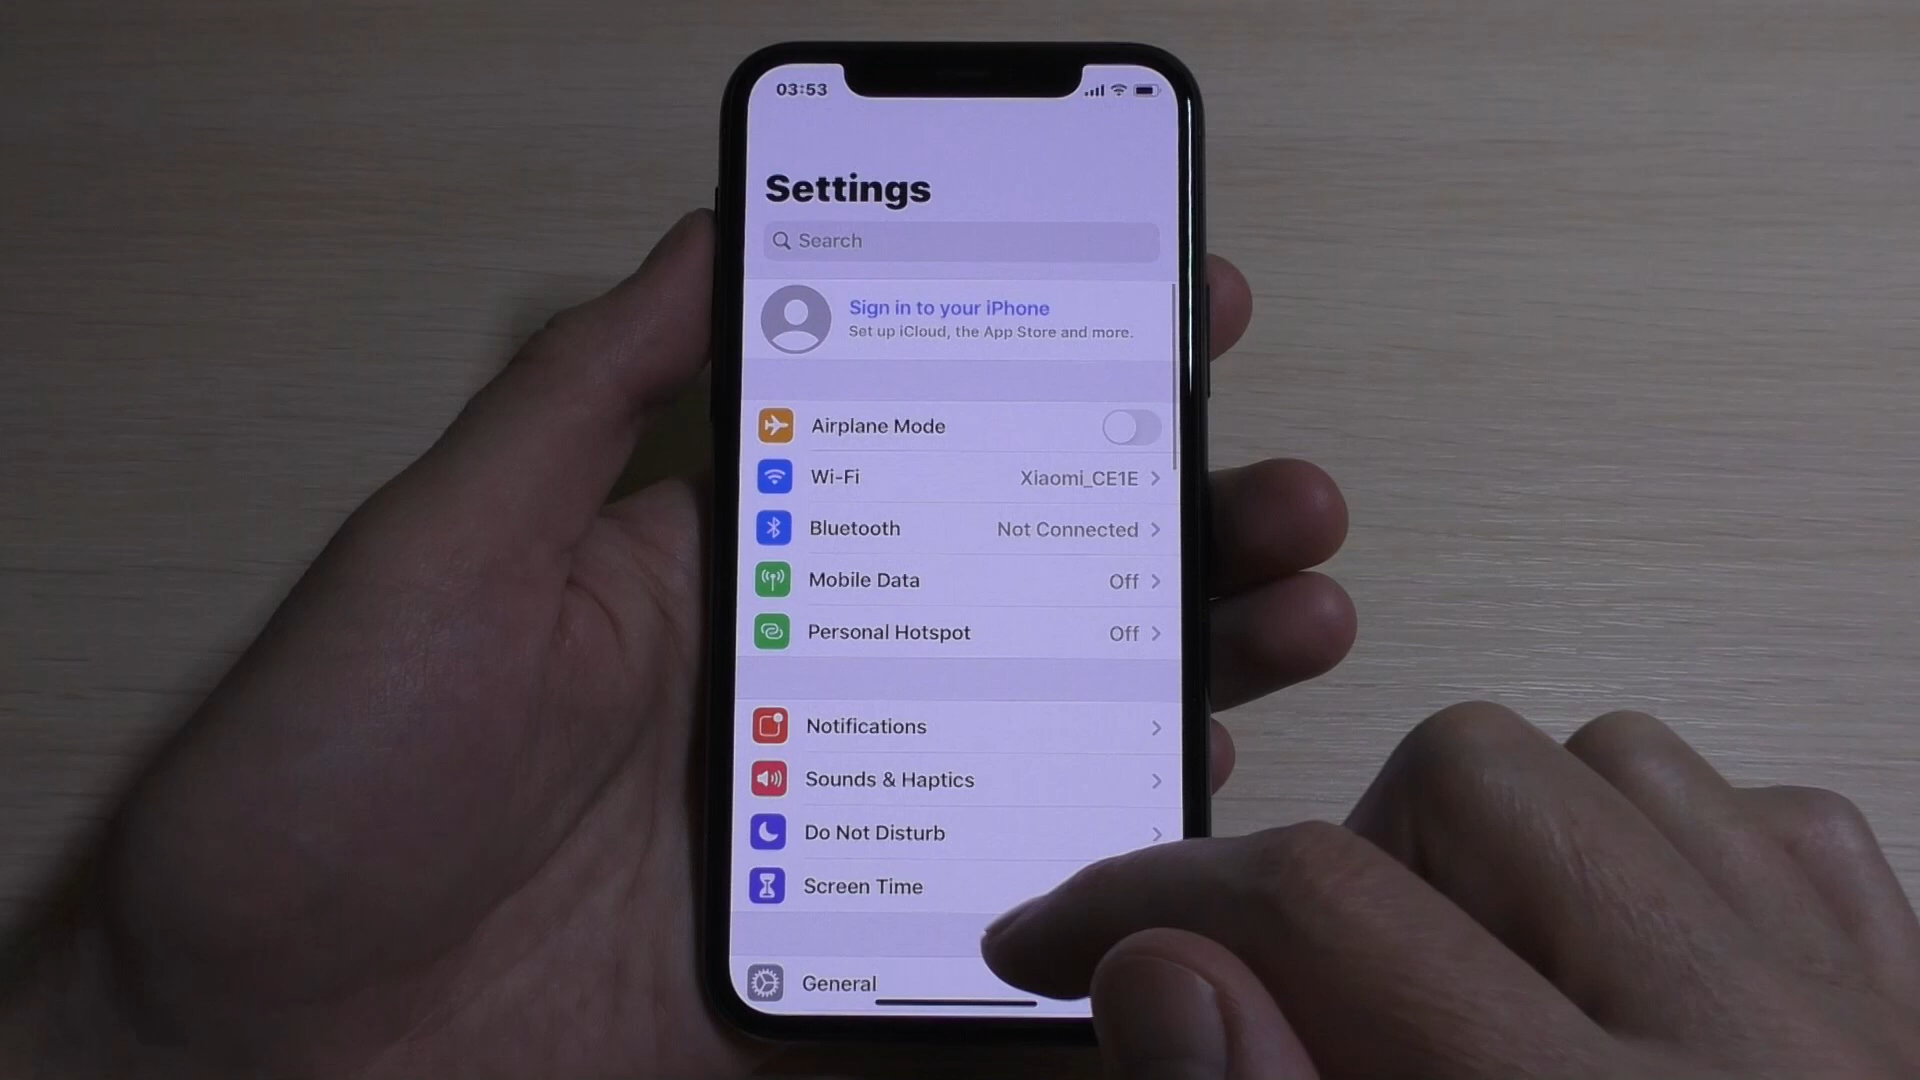 03:53
Settings
Search
Sign in to your iPhone
Set up iCloud, the App Store and more.
Airplane Mode
Wi-Fi Xiaomi_CE1E
Bluetooth Not Connected
Mobile Data Off
Personal Hotspot Off
Notifications
Sounds & Haptics
Do Not Disturb
Screen Time
General